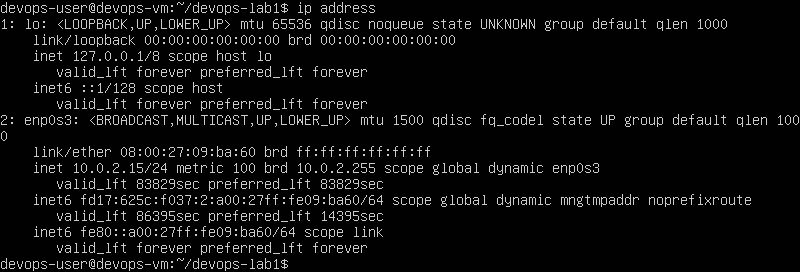 devops-user@devops-vm:~/devops-lab1$ ip address
1: lo: <LOOPBACK,UP,LOWER_UP> mtu 65536 qdisc noqueue state UNKNOWN group default qlen 1000
    link/loopback 00:00:00:00:00:00 brd 00:00:00:00:00:00
    inet 127.0.0.1/8 scope host lo
       valid_lft forever preferred_lft forever
    inet6 ::1/128 scope host
       valid_lft forever preferred_lft forever
2: enp0s3: <BROADCAST,MULTICAST,UP,LOWER_UP> mtu 1500 qdisc fq_codel state UP group default qlen 100
0
    link/ether 08:00:27:09:ba:60 brd ff:ff:ff:ff:ff:ff
    inet 10.0.2.15/24 metric 100 brd 10.0.2.255 scope global dynamic enp0s3
       valid_lft 83829sec preferred_lft 83829sec
    inet6 fd17:625c:f037:2:a00:27ff:fe09:ba60/64 scope global dynamic mngtmpaddr noprefixroute
       valid_lft 86395sec preferred_lft 14395sec
    inet6 fe80::a00:27ff:fe09:ba60/64 scope link
       valid_lft forever preferred_lft forever
devops-user@devops-vm:~/devops-lab1$